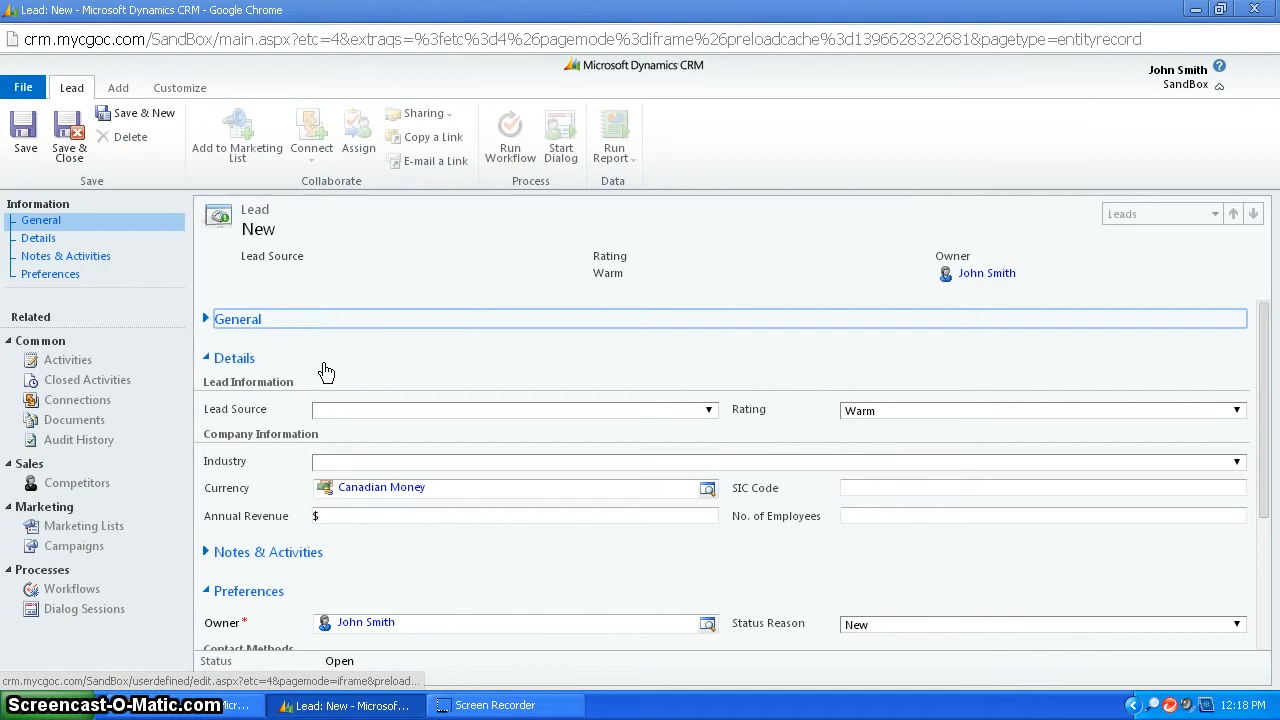 Lead: New - Microsoft Dynamics CRM - Google Chrome
crm.mycgoc.com/SandBox/main.aspx?etc=4&extraqs=%3fetc%3d4%26pagemode%3diframe%26preloadcache%3d1396628322681&pagetype=entityrecord
Microsoft Dynamics CRM
John Smith
SandBox
File
Lead
Add
Customize
Save
Save & Close
Save & New
Delete
Add to Marketing List
Connect
Assign
Sharing
Copy a Link
E-mail a Link
Run Workflow
Start Dialog
Run Report
Save
Collaborate
Process
Data
Information
General
Details
Notes & Activities
Preferences
Related
Common
Activities
Closed Activities
Connections
Documents
Audit History
Sales
Competitors
Marketing
Marketing Lists
Campaigns
Processes
Workflows
Dialog Sessions
Lead
New
Leads
Lead Source
Rating
Warm
Owner
John Smith
General
Details
Lead Information
Lead Source
Rating
Warm
Company Information
Industry
Currency
Canadian Money
SIC Code
Annual Revenue
$
No. of Employees
Notes & Activities
Preferences
Owner*
John Smith
Status Reason
New
Contact Methods
Status
Open
crm.mycgoc.com/SandBox/userdefined/edit.aspx?etc=4&pagemode=iframe&preload...
Screencast-O-Matic.com
Micr...
Lead: New - Microsof...
Screen Recorder
12:18 PM